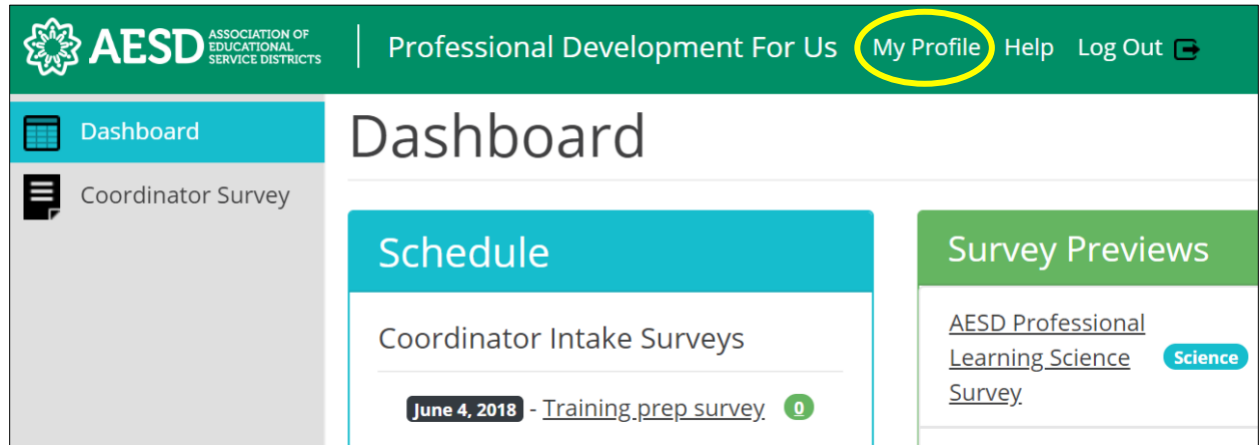 AESD ASSOCIATION OF
EDUCATIONAL
SERVICE DISTRICTS
Professional Development For Us My Profile Help Log Out
Dashboard
Coordinator Survey
Dashboard
Schedule
Coordinator Intake Surveys
June 4, 2018 - Training prep survey 0
Survey Previews
AESD Professional
Learning Science Science
Survey